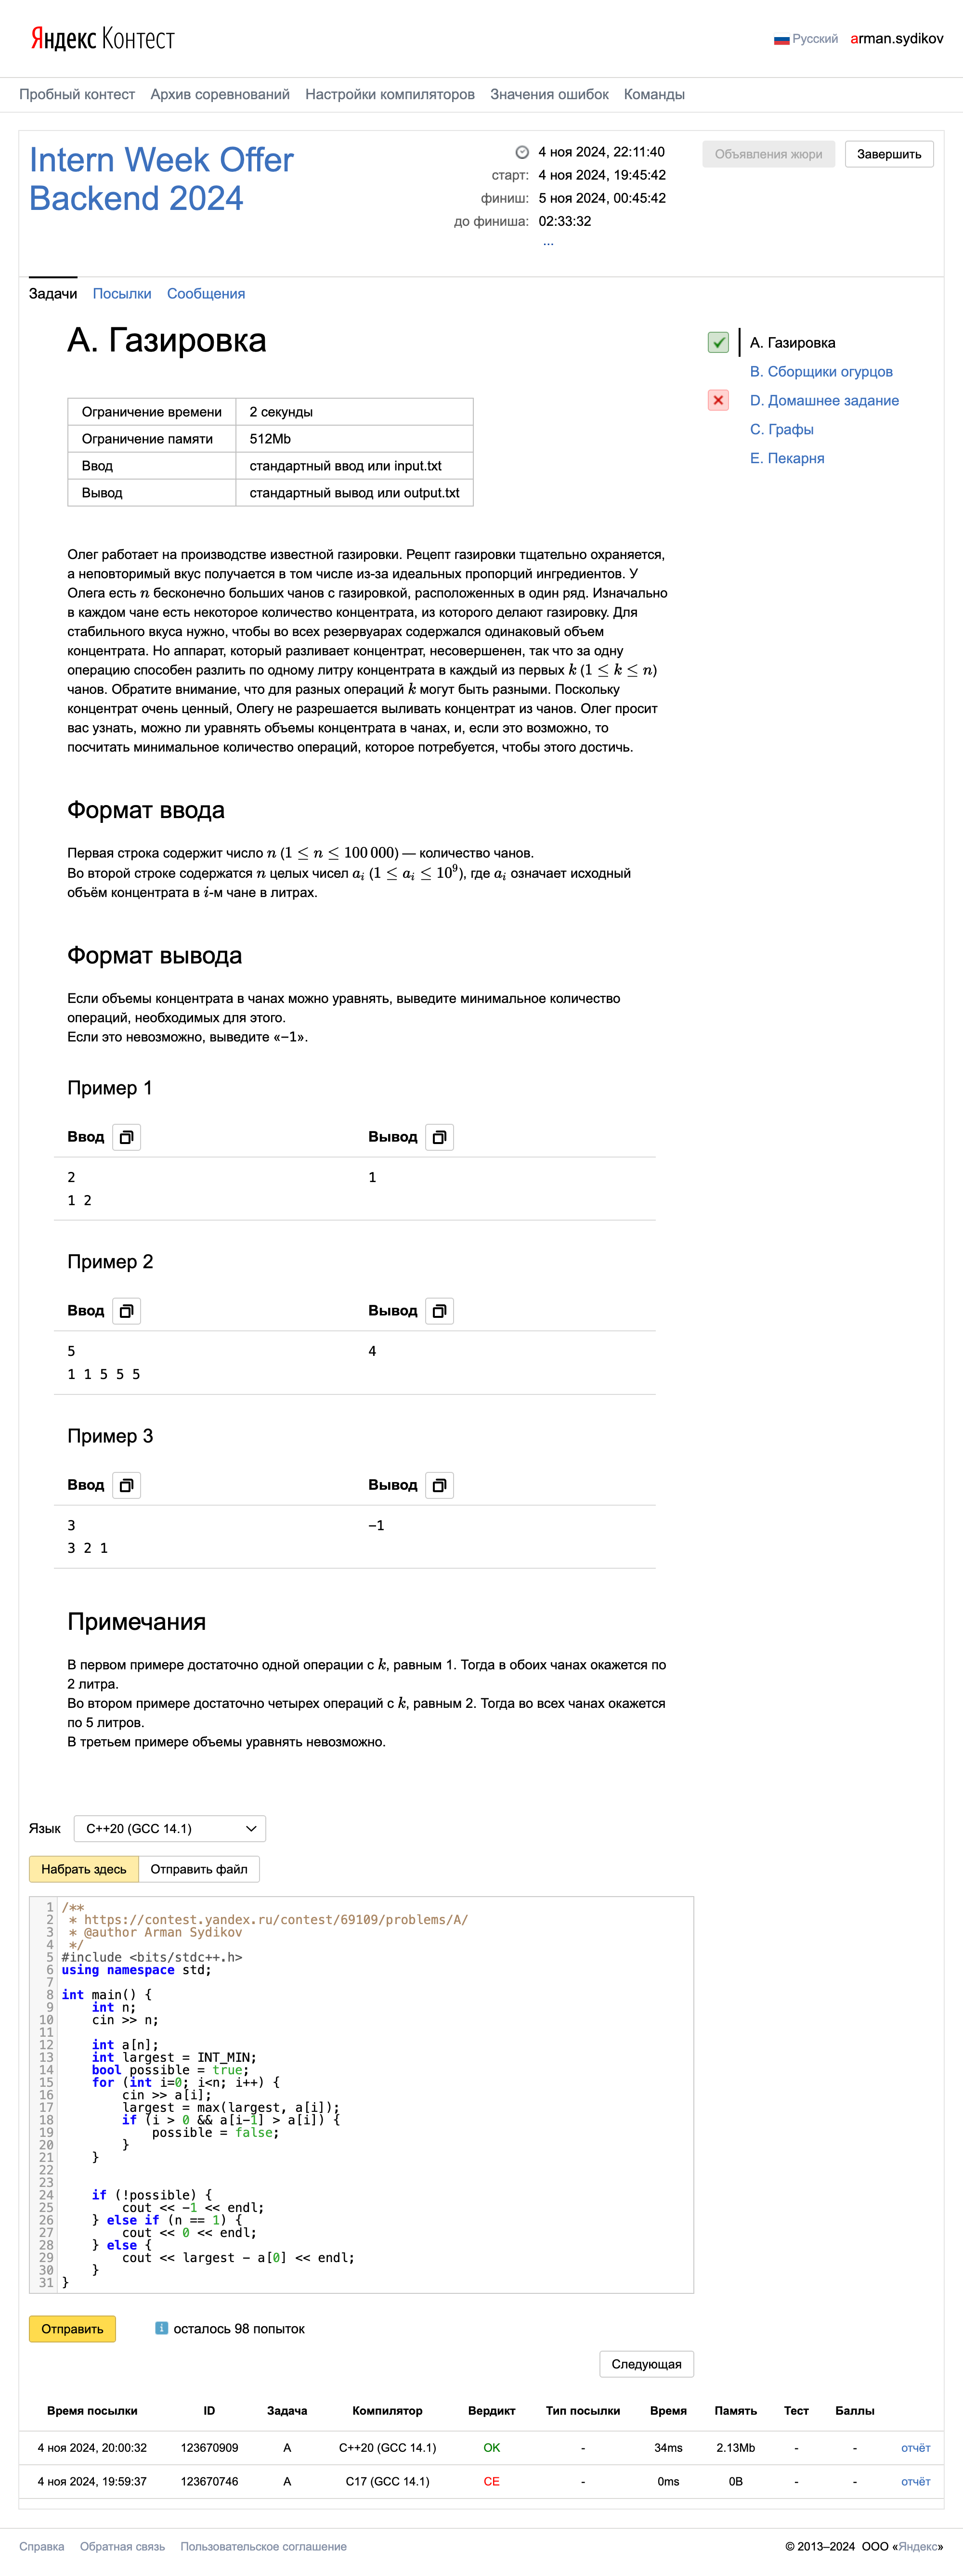 Яндекс Контест
Русский arman.sydikov
Пробный контест Архив соревнований Настройки компиляторов Значения ошибок Команды
Intern Week Offer
Backend 2024
4 ноя 2024, 22:11:40
старт: 4 ноя 2024, 19:45:42
финиш: 5 ноя 2024, 00:45:42
до финиша: 02:33:32
...
Объявления жюри Завершить
Задачи Посылки Сообщения
A. Газировка
A. Газировка
B. Сборщики огурцов
D. Домашнее задание
C. Графы
E. Пекарня
Ограничение времени 2 секунды
Ограничение памяти 512Mb
Ввод стандартный ввод или input.txt
Вывод стандартный вывод или output.txt
Олег работает на производстве известной газировки. Рецепт газировки тщательно охраняется,
а неповторимый вкус получается в том числе из-за идеальных пропорций ингредиентов. У
Олега есть n бесконечно больших чанов с газировкой, расположенных в один ряд. Изначально
в каждом чане есть некоторое количество концентрата, из которого делают газировку. Для
стабильного вкуса нужно, чтобы во всех резервуарах содержался одинаковый объем
концентрата. Но аппарат, который разливает концентрат, несовершенен, так что за одну
операцию способен разлить по одному литру концентрата в каждый из первых k (1 ≤ k ≤ n)
чанов. Обратите внимание, что для разных операций k могут быть разными. Поскольку
концентрат очень ценный, Олегу не разрешается выливать концентрат из чанов. Олег просит
вас узнать, можно ли уравнять объемы концентрата в чанах, и, если это возможно, то
посчитать минимальное количество операций, которое потребуется, чтобы этого достичь.
Формат ввода
Первая строка содержит число n (1 ≤ n ≤ 100 000) — количество чанов.
Во второй строке содержатся n целых чисел aᵢ (1 ≤ aᵢ ≤ 10⁹), где aᵢ означает исходный
объём концентрата в i-м чане в литрах.
Формат вывода
Если объемы концентрата в чанах можно уравнять, выведите минимальное количество
операций, необходимых для этого.
Если это невозможно, выведите «−1».
Пример 1
Ввод Вывод
2 1
1 2
Пример 2
Ввод Вывод
5 4
1 1 5 5 5
Пример 3
Ввод Вывод
3 −1
3 2 1
Примечания
В первом примере достаточно одной операции с k, равным 1. Тогда в обоих чанах окажется по
2 литра.
Во втором примере достаточно четырех операций с k, равным 2. Тогда во всех чанах окажется
по 5 литров.
В третьем примере объемы уравнять невозможно.
Язык C++20 (GCC 14.1)
Набрать здесь Отправить файл
1 /**
2 * https://contest.yandex.ru/contest/69109/problems/A/
3 * @author Arman Sydikov
4 */
5 #include <bits/stdc++.h>
6 using namespace std;
7
8 int main() {
9 int n;
10 cin >> n;
11
12 int a[n];
13 int largest = INT_MIN;
14 bool possible = true;
15 for (int i=0; i<n; i++) {
16 cin >> a[i];
17 largest = max(largest, a[i]);
18 if (i > 0 && a[i-1] > a[i]) {
19 possible = false;
20 }
21 }
22
23
24 if (!possible) {
25 cout << -1 << endl;
26 } else if (n == 1) {
27 cout << 0 << endl;
28 } else {
29 cout << largest - a[0] << endl;
30 }
31 }
Отправить осталось 98 попыток
Следующая
Время посылки ID Задача Компилятор Вердикт Тип посылки Время Память Тест Баллы
4 ноя 2024, 20:00:32 123670909 A C++20 (GCC 14.1) OK - 34ms 2.13Mb - - отчёт
4 ноя 2024, 19:59:37 123670746 A C17 (GCC 14.1) CE - 0ms 0B - - отчёт
Справка Обратная связь Пользовательское соглашение © 2013–2024 ООО «Яндекс»